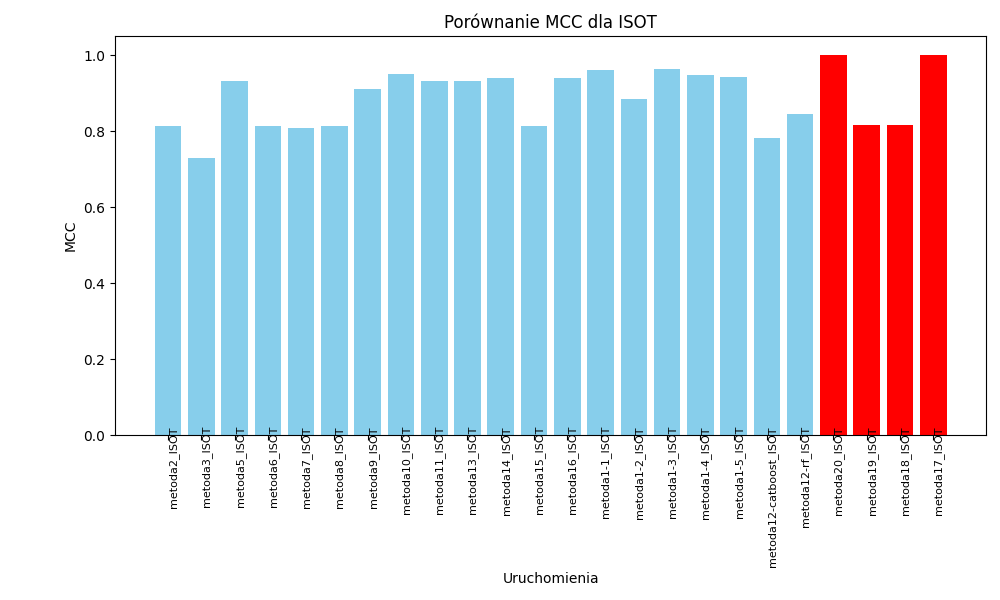 Porównanie MCC dla ISOT
MCC
1.0
0.8
0.6
0.4
0.2
0.0
metoda2_ISOT
metoda3_ISOT
metoda5_ISOT
metoda6_ISOT
metoda7_ISOT
metoda8_ISOT
metoda9_ISOT
metoda10_ISOT
metoda11_ISOT
metoda13_ISOT
metoda14_ISOT
metoda15_ISOT
metoda16_ISOT
metoda1-1_ISOT
metoda1-2_ISOT
metoda1-3_ISOT
metoda1-4_ISOT
metoda1-5_ISOT
metoda12-catboost_ISOT
metoda12-rf_ISOT
metoda20_ISOT
metoda19_ISOT
metoda18_ISOT
metoda17_ISOT
Uruchomienia